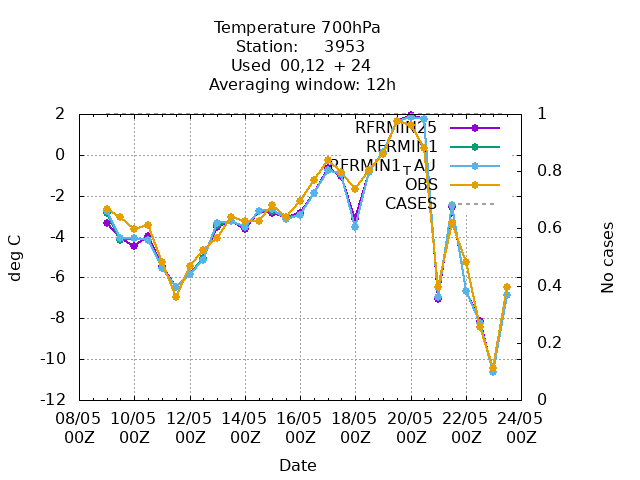 Temperature 700hPa
Station: 3953
Used 00,12 + 24
Averaging window: 12h
RFRMIN25
RFRMIN1
RFRMIN1TAU
OBS
CASES
deg C
2
0
-2
-4
-6
-8
-10
-12
1
0.8
0.6
0.4
0.2
0
No cases
08/05 10/05 12/05 14/05 16/05 18/05 20/05 22/05 24/05
00Z 00Z 00Z 00Z 00Z 00Z 00Z 00Z 00Z
Date